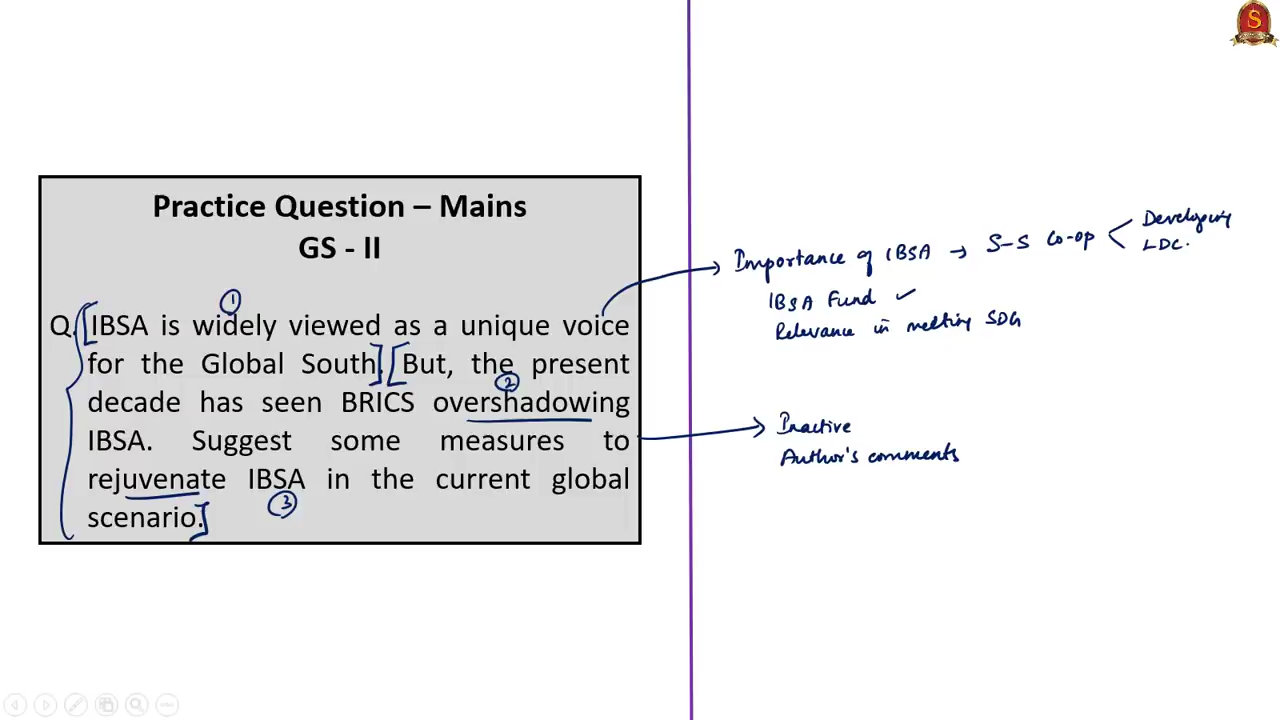 S
Practice Question – Mains
GS - II
Q. IBSA is widely viewed as a unique voice
for the Global South. But, the present
decade has seen BRICS overshadowing
IBSA. Suggest some measures to
rejuvenate IBSA in the current global
scenario.
1
2
3
Importance of IBSA → S-S Co-op
Developing
LDC.
IBSA Fund ✓
Relevance in meeting SDG
Inactive
Author's comments